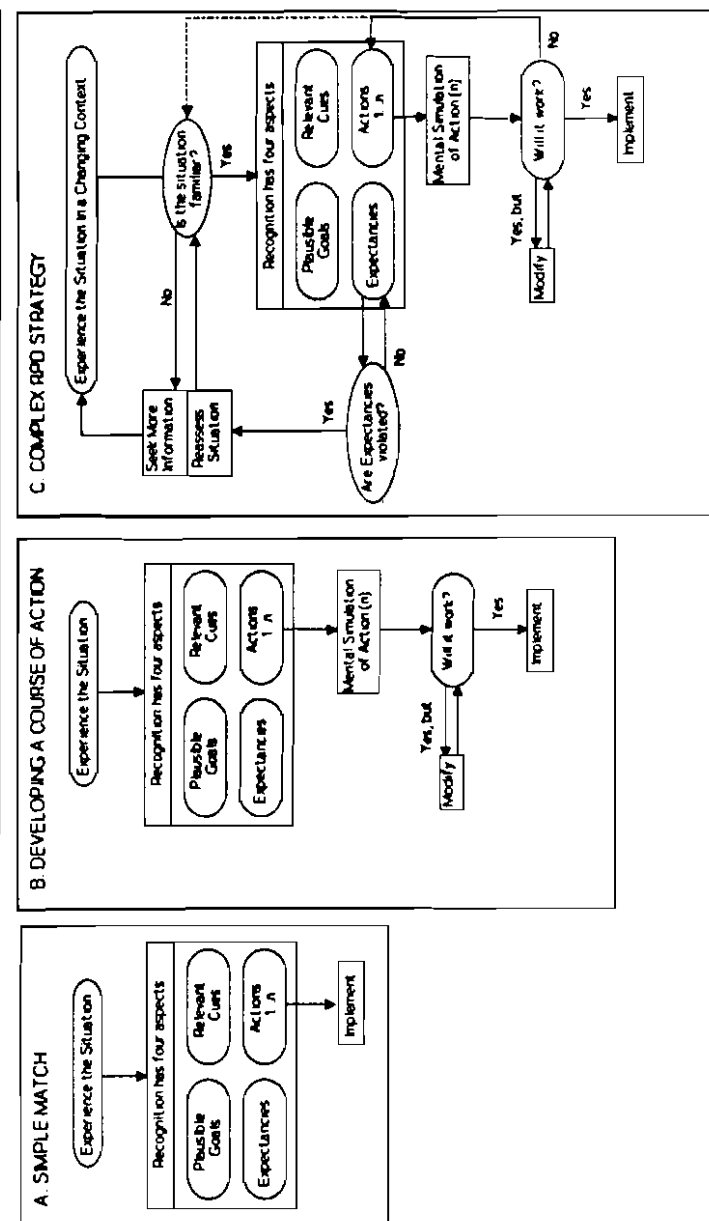 A. SIMPLE MATCH
Experience the Situation
Recognition has four aspects
Plausible
Goals
Relevant
Cues
Expectancies
Actions
1..n
Implement
B. DEVELOPING A COURSE OF ACTION
Experience the Situation
Recognition has four aspects
Plausible
Goals
Relevant
Cues
Expectancies
Actions
1..n
Mental Simulation
of Action (n)
Yes, but
Modify
Will it work?
Yes
Implement
C. COMPLEX RPD STRATEGY
Experience the Situation in a Changing Context
Seek More
Information
Reassess
Situation
No
Is the situation
familier?
Yes
Yes
Recognition has four aspects
Plausible
Goals
Relevant
Cues
Are Expectancies
violated?
No
Expectancies
Actions
1..n
Mental Simulation
of Action (n)
Yes, but
Modify
Will it work?
No
Yes
Implement